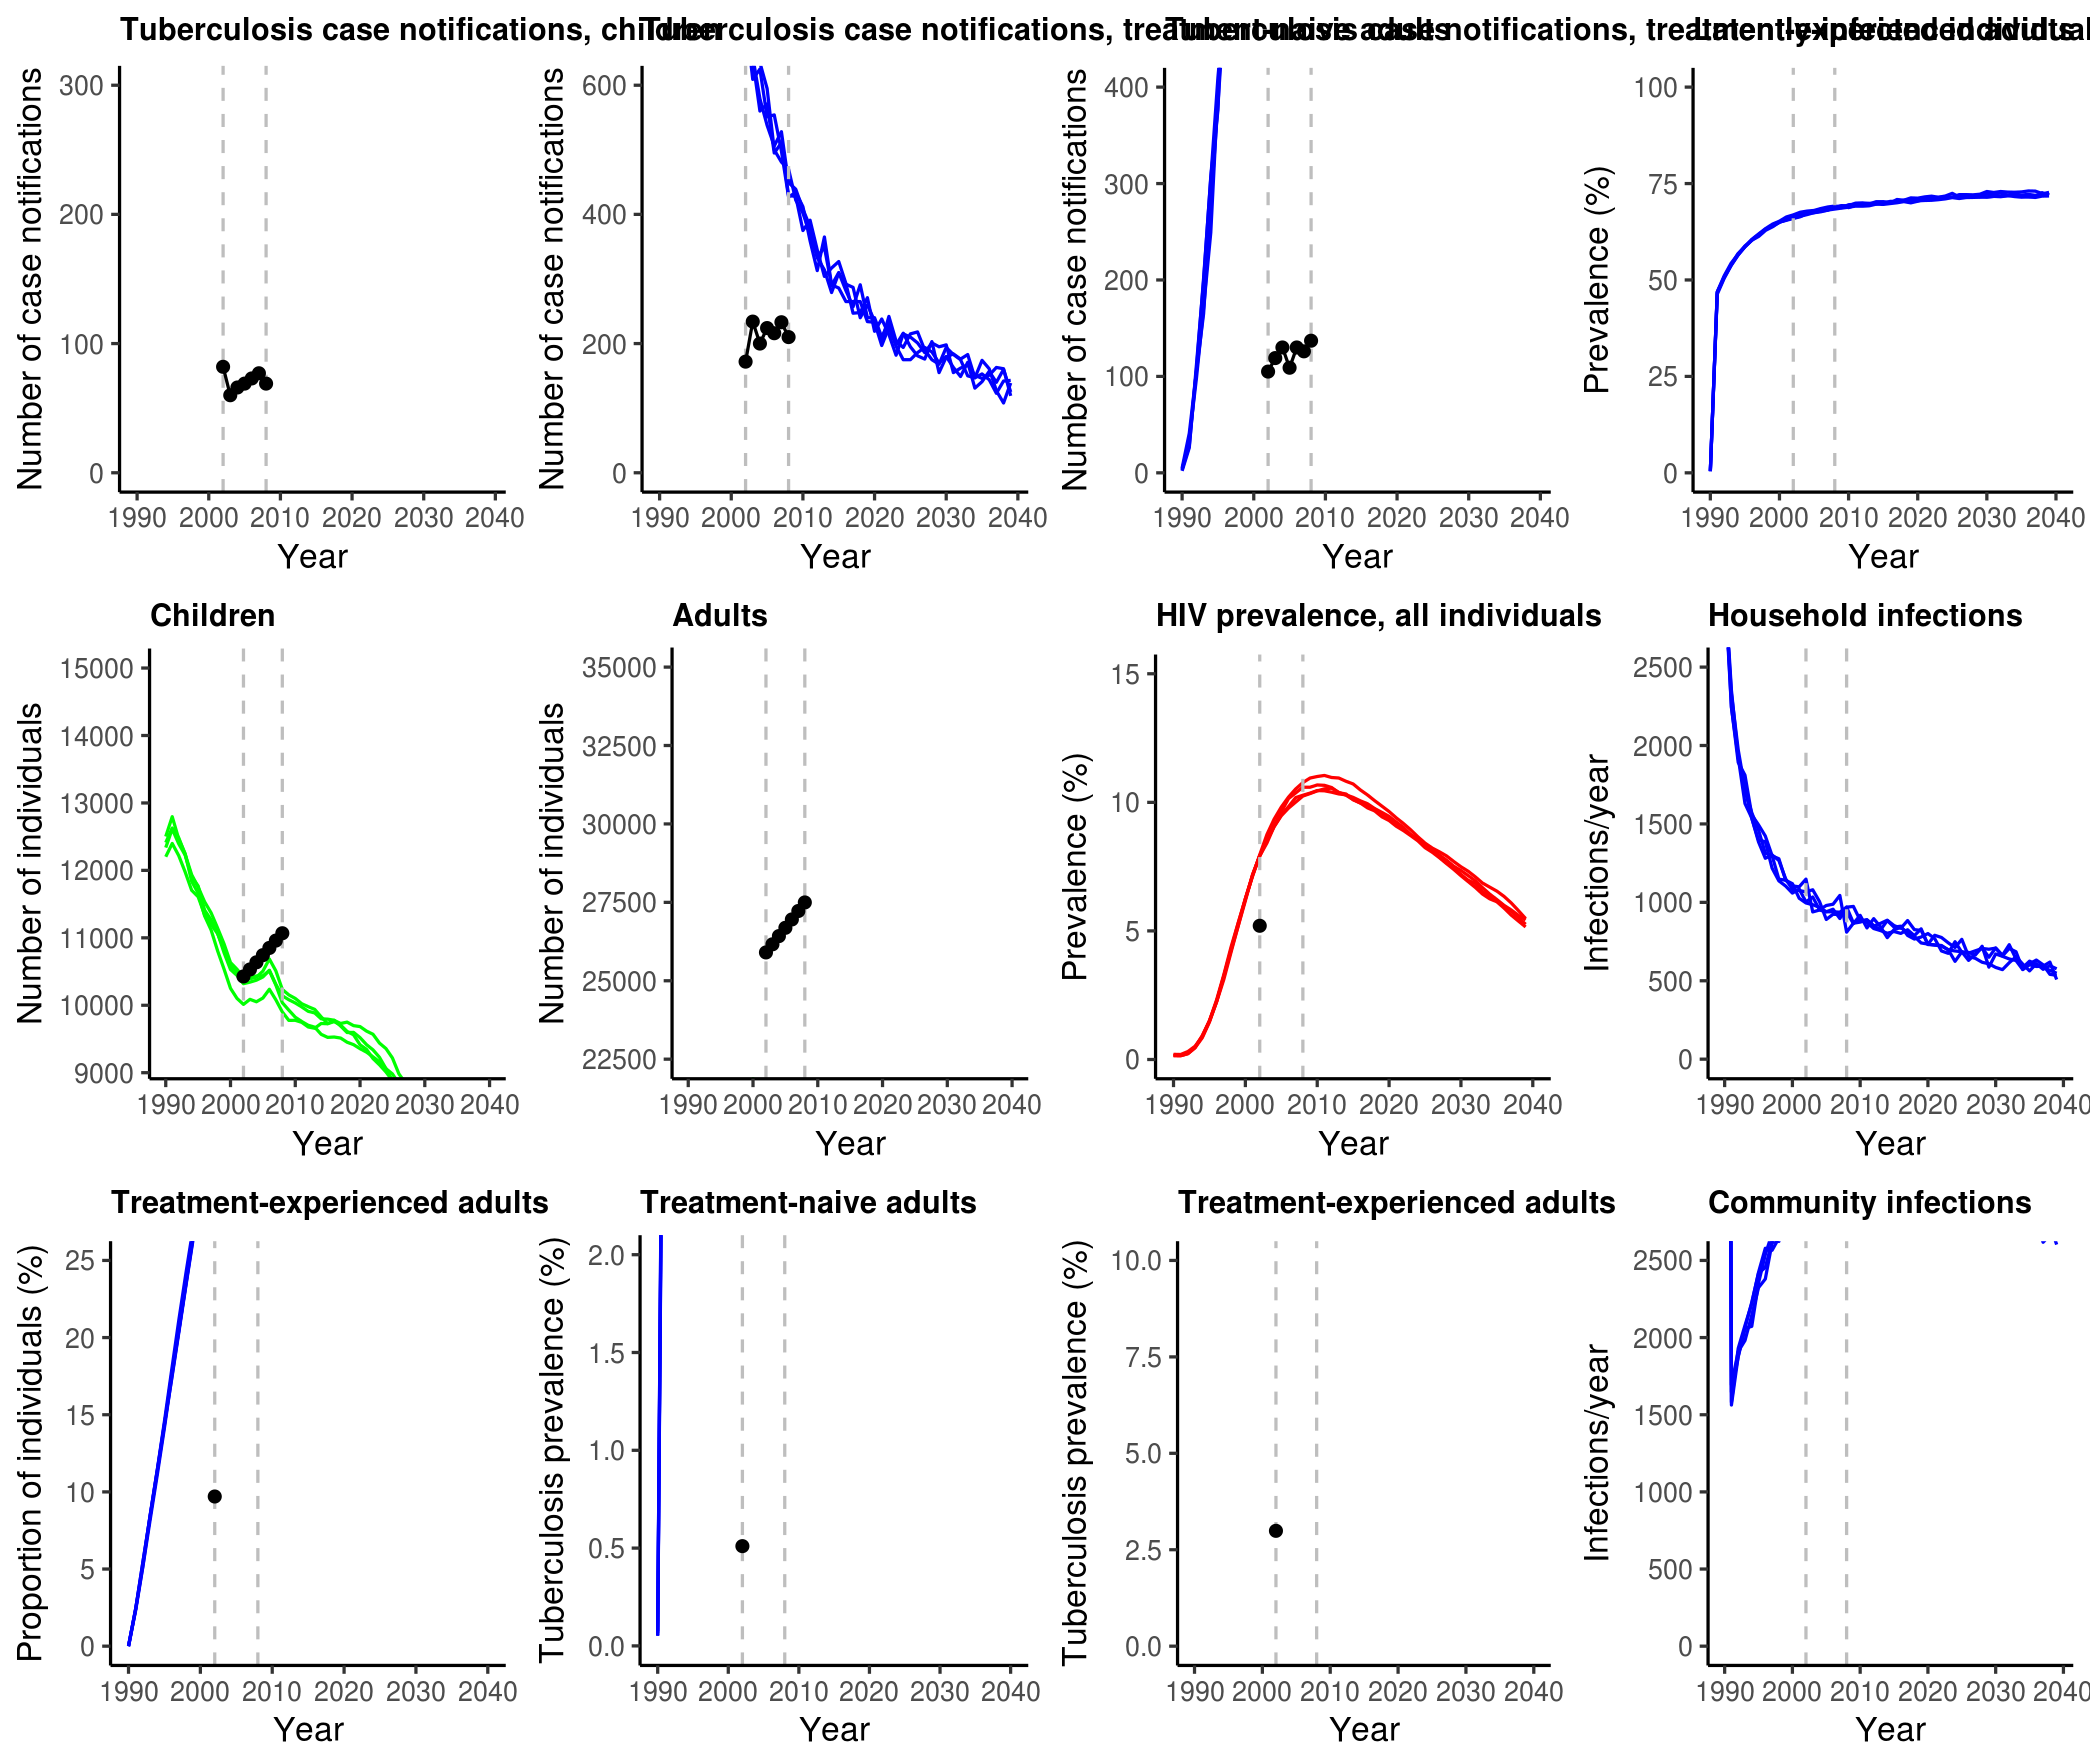 Tuberculosis case notifications, children
Tuberculosis case notifications, treatment-naive adults
Tuberculosis case notifications, treatment-experienced adults
Latently-infected individuals
Number of case notifications
300
200
100
0
1990 2000 2010 2020 2030 2040
Year
Number of case notifications
600
400
200
0
1990 2000 2010 2020 2030 2040
Year
Number of case notifications
400
300
200
100
0
1990 2000 2010 2020 2030 2040
Year
Prevalence (%)
100
75
50
25
0
1990 2000 2010 2020 2030 2040
Year
Children
Number of individuals
15000
14000
13000
12000
11000
10000
9000
1990 2000 2010 2020 2030 2040
Year
Adults
Number of individuals
35000
32500
30000
27500
25000
22500
1990 2000 2010 2020 2030 2040
Year
HIV prevalence, all individuals
Prevalence (%)
15
10
5
0
1990 2000 2010 2020 2030 2040
Year
Household infections
Infections/year
2500
2000
1500
1000
500
0
1990 2000 2010 2020 2030 2040
Year
Treatment-experienced adults
Proportion of individuals (%)
25
20
15
10
5
0
1990 2000 2010 2020 2030 2040
Year
Treatment-naive adults
Tuberculosis prevalence (%)
2.0
1.5
1.0
0.5
0.0
1990 2000 2010 2020 2030 2040
Year
Treatment-experienced adults
Tuberculosis prevalence (%)
10.0
7.5
5.0
2.5
0.0
1990 2000 2010 2020 2030 2040
Year
Community infections
Infections/year
2500
2000
1500
1000
500
0
1990 2000 2010 2020 2030 2040
Year